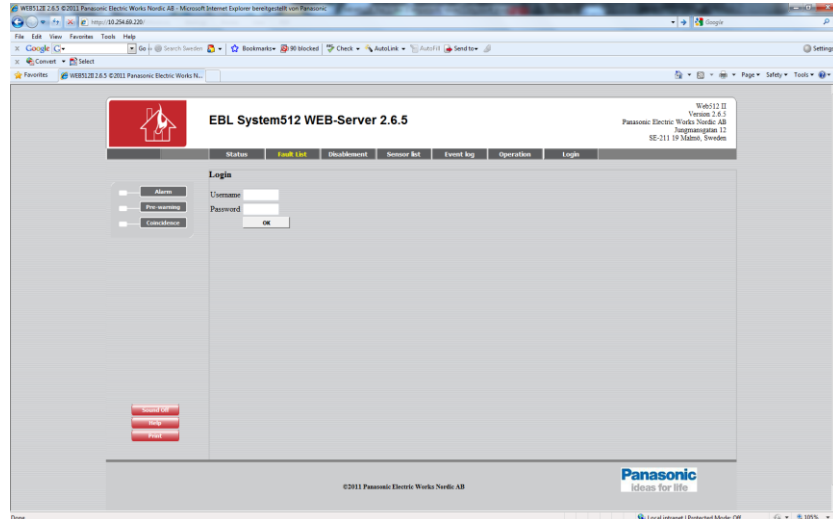 WEB512II 2.6.5 ©2011 Panasonic Electric Works Nordic AB - Microsoft Internet Explorer bereitgestellt von Panasonic
http://10.254.69.220/
Google
File Edit View Favorites Tools Help
x Google G Go Search Sweden Bookmarks 90 blocked Check AutoLink AutoFill Send to Settings
x Convert Select
Favorites WEB512II 2.6.5 ©2011 Panasonic Electric Works N... Page Safety Tools
Web512 II
Version 2.6.5
Panasonic Electric Works Nordic AB
Jungmansgatan 12
SE-211 19 Malmö, Sweden
EBL System512 WEB-Server 2.6.5
Status Fault List Disablement Sensor list Event log Operation Login
Login
Alarm
Pre-warning
Coincidence
Username
Password
OK
Sound Off
Help
Print
©2011 Panasonic Electric Works Nordic AB
Panasonic
ideas for life
Done Local intranet | Protected Mode: Off 105%